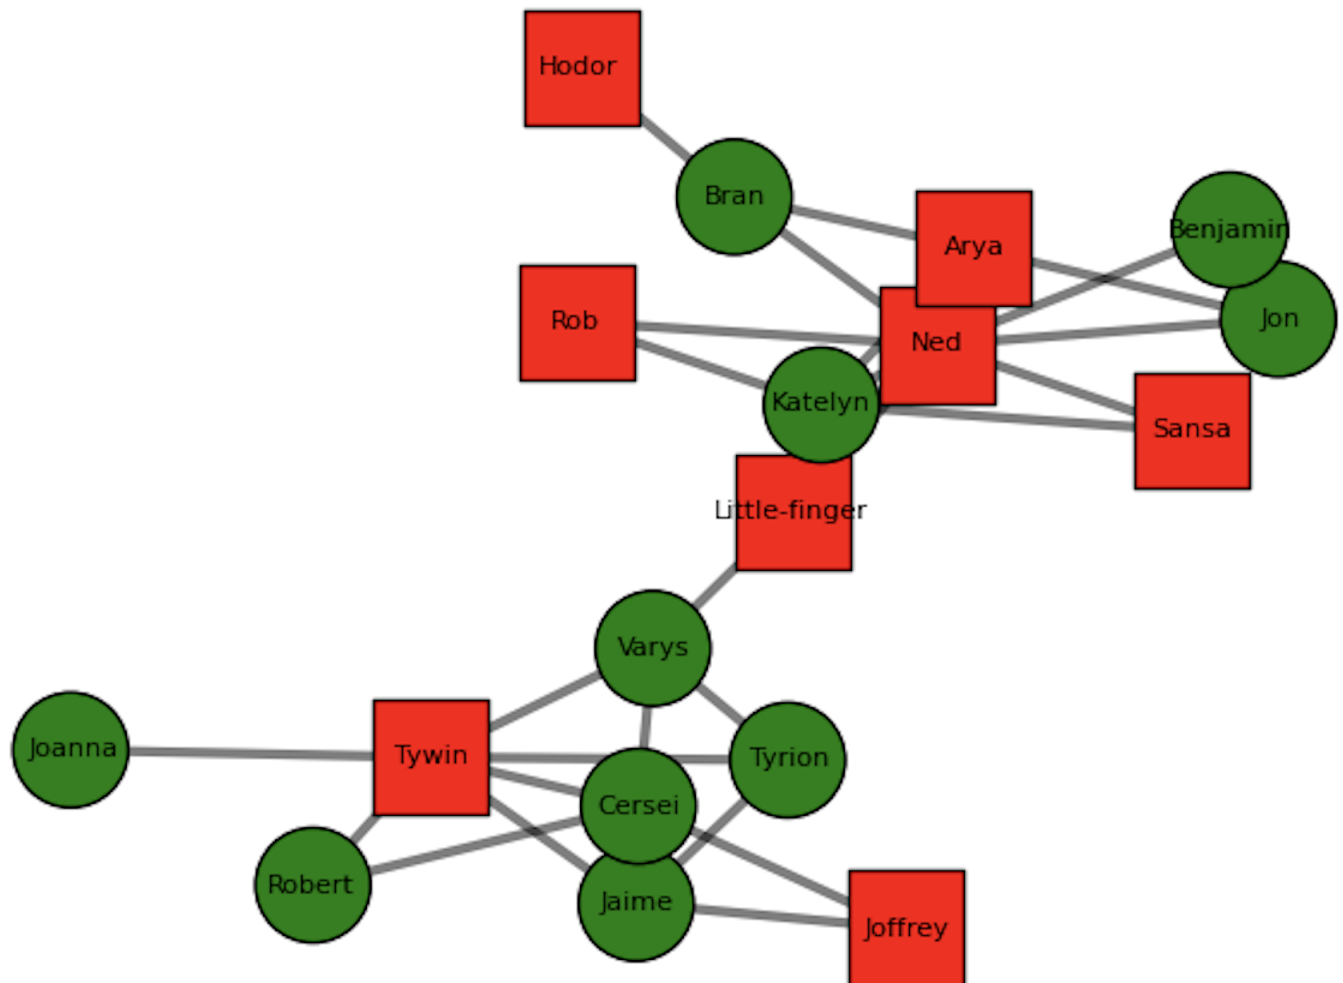 Hodor
Bran
Benjamin
Arya
Jon
Rob
Ned
Katelyn
Sansa
Little-finger
Varys
Joanna
Tywin
Tyrion
Cersei
Robert
Jaime
Joffrey